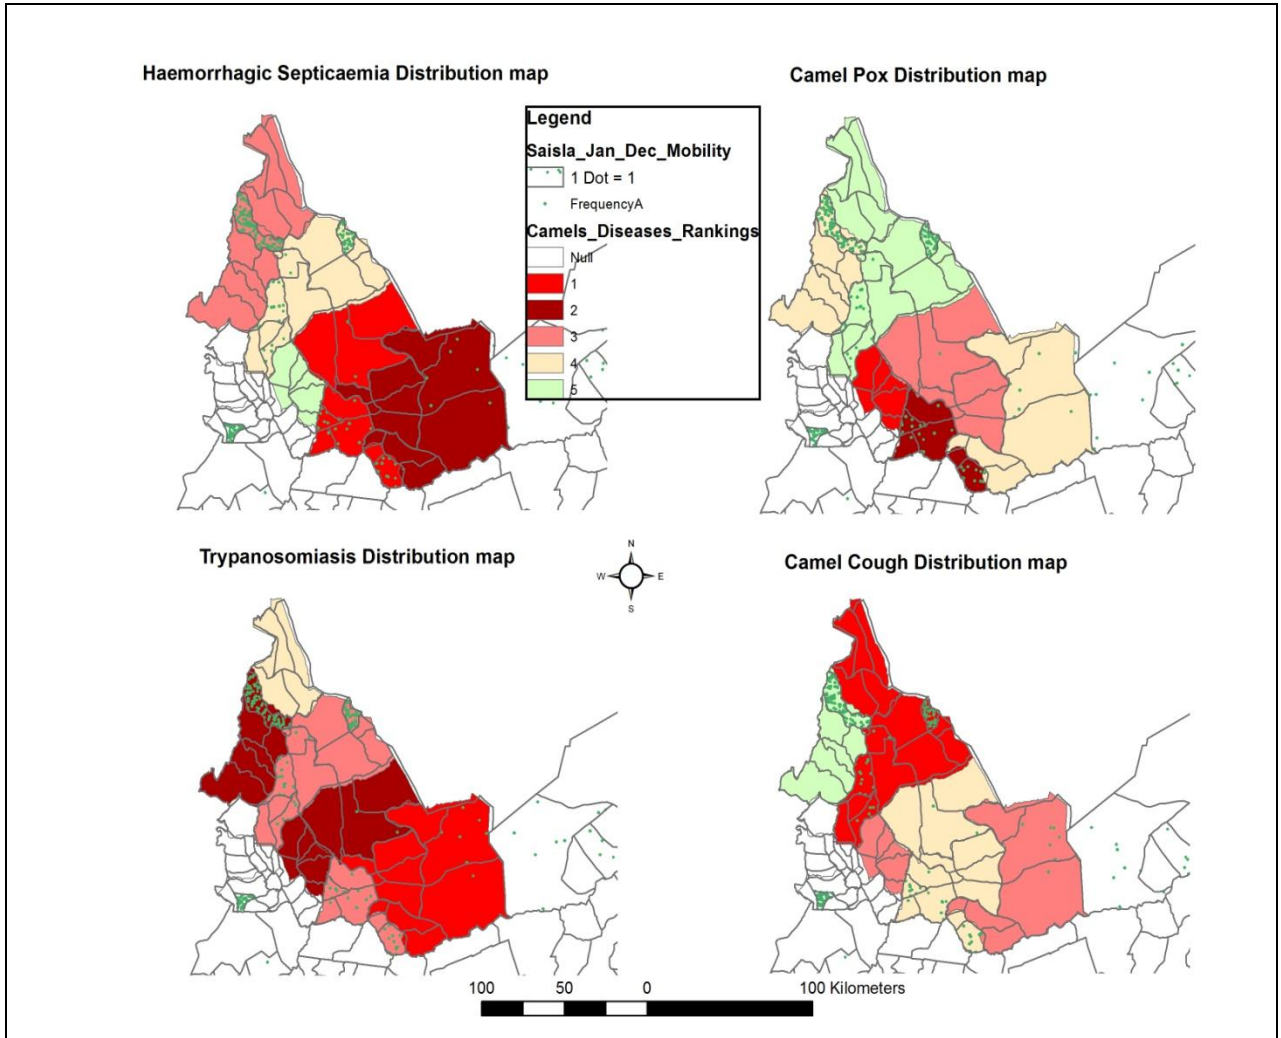 Haemorrhagic Septicaemia Distribution map
Camel Pox Distribution map
Legend
Saisla_Jan_Dec_Mobility
1 Dot = 1
FrequencyA
Camels_Diseases_Rankings
Null
1
2
3
4
5
Trypanosomiasis Distribution map
Camel Cough Distribution map
N
W
E
S
100
50
0
100 Kilometers